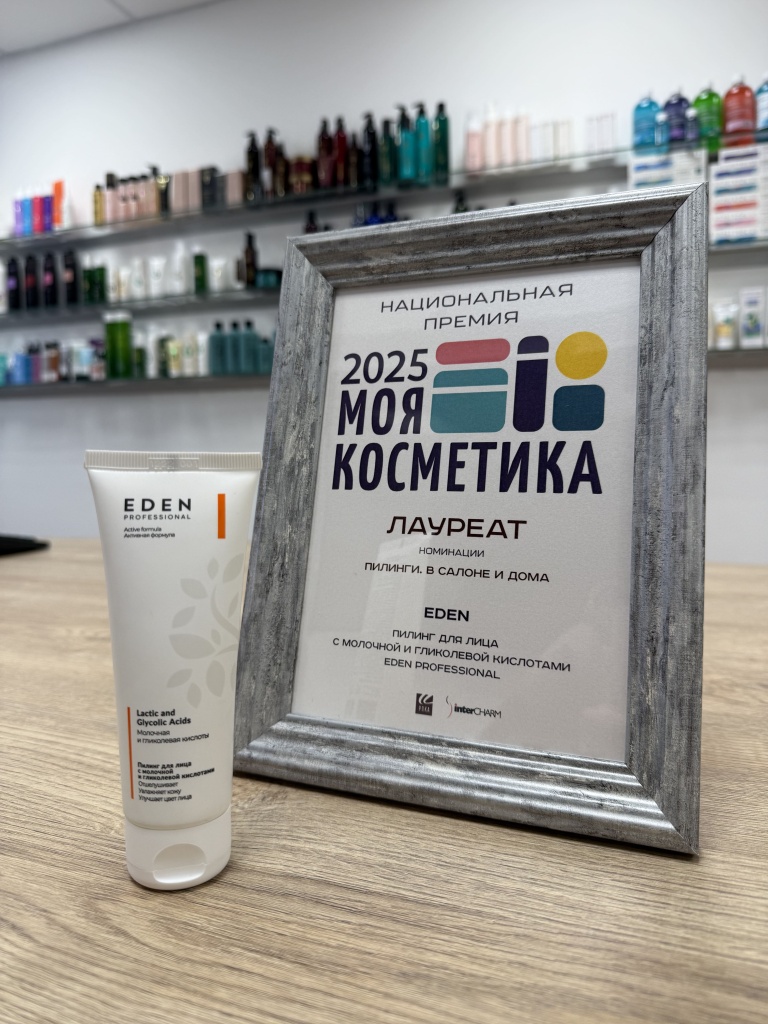 EDEN
PROFESSIONAL
Active formula
Активная формула
Lactic and
Glycolic Acids
Молочная
и гликолевая кислоты
Пилинг для лица
с молочной
и гликолевой кислотами
Отшелушивает
Увлажняет кожу
Улучшает цвет лица
НАЦИОНАЛЬНАЯ
ПРЕМИЯ
2025
МОЯ
КОСМЕТИКА
ЛАУРЕАТ
НОМИНАЦИИ
ПИЛИНГИ. В САЛОНЕ И ДОМА
EDEN
ПИЛИНГ ДЛЯ ЛИЦА
С МОЛОЧНОЙ И ГЛИКОЛЕВОЙ КИСЛОТАМИ
EDEN PROFESSIONAL
interCHARM